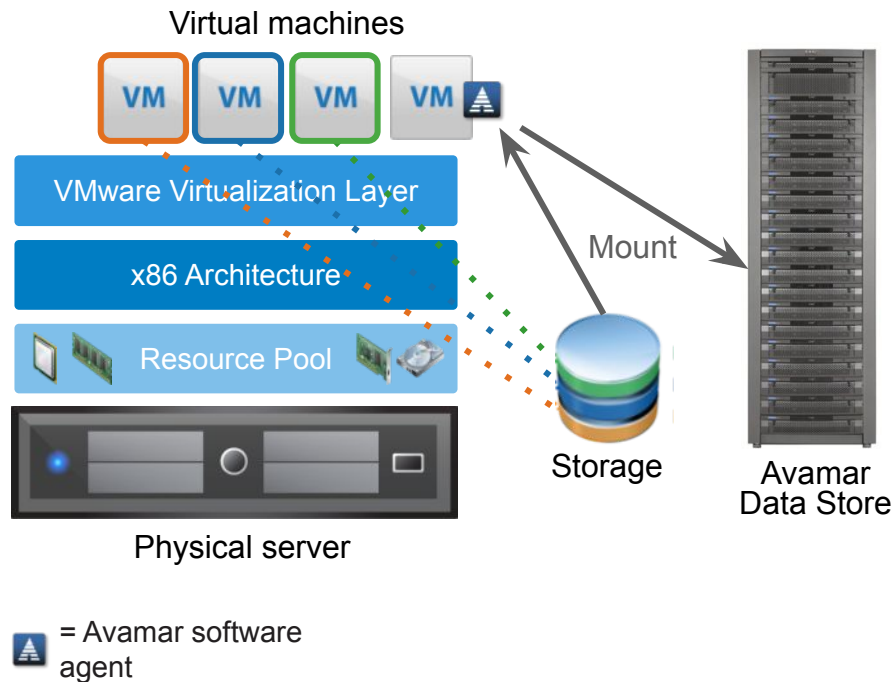 Virtual machines
VM
VM
VM
VM
VMware Virtualization Layer
x86 Architecture
Mount
Resource Pool
Storage
Avamar
Data Store
Physical server
= Avamar software
agent